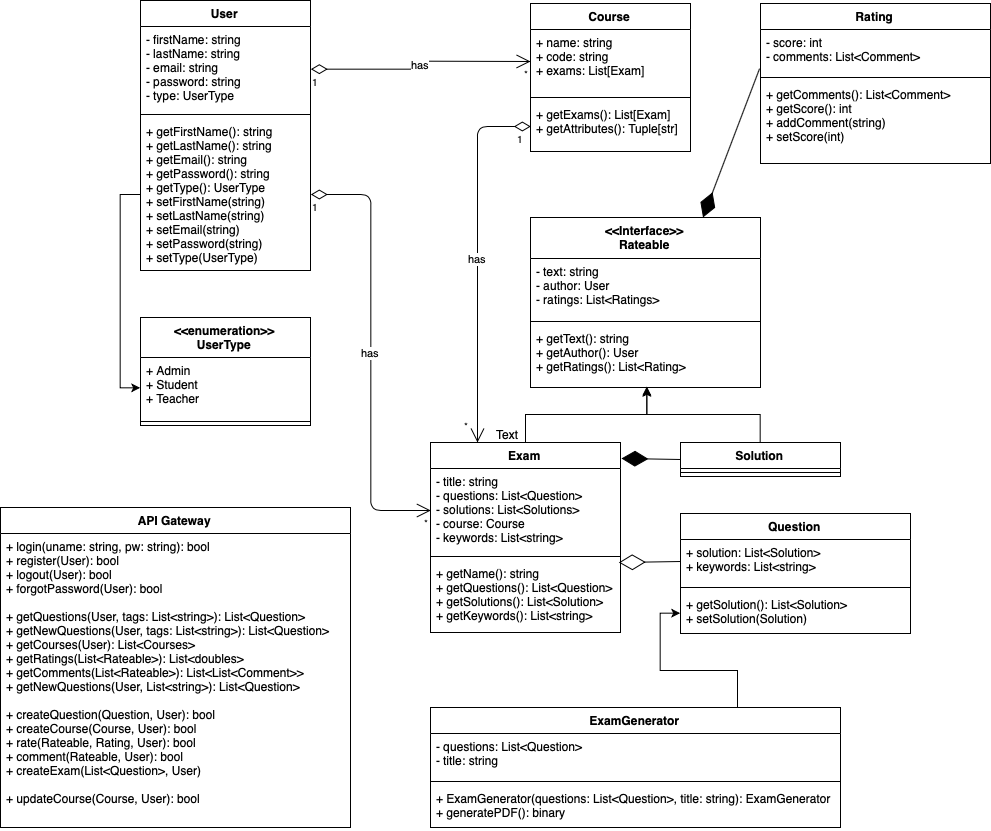 User
- firstName: string
- lastName: string
- email: string
- password: string
- type: UserType
+ getFirstName(): string
+ getLastName(): string
+ getEmail(): string
+ getPassword(): string
+ getType(): UserType
+ setFirstName(string)
+ setLastName(string)
+ setEmail(string)
+ setPassword(string)
+ setType(UserType)
1
has
*
1
has
*
Course
+ name: string
+ code: string
+ exams: List[Exam]
+ getExams(): List[Exam]
+ getAttributes(): Tuple[str]
1
has
*
Rating
- score: int
- comments: List<Comment>
+ getComments(): List<Comment>
+ getScore(): int
+ addComment(string)
+ setScore(int)
<<Interface>>
Rateable
- text: string
- author: User
- ratings: List<Ratings>
+ getText(): string
+ getAuthor(): User
+ getRatings(): List<Rating>
<<enumeration>>
UserType
+ Admin
+ Student
+ Teacher
Text
Exam
- title: string
- questions: List<Question>
- solutions: List<Solutions>
- course: Course
- keywords: List<string>
+ getName(): string
+ getQuestions(): List<Question>
+ getSolutions(): List<Solution>
+ getKeywords(): List<string>
Solution
Question
+ solution: List<Solution>
+ keywords: List<string>
+ getSolution(): List<Solution>
+ setSolution(Solution)
API Gateway
+ login(uname: string, pw: string): bool
+ register(User): bool
+ logout(User): bool
+ forgotPassword(User): bool
+ getQuestions(User, tags: List<string>): List<Question>
+ getNewQuestions(User, tags: List<string>): List<Question>
+ getCourses(User): List<Courses>
+ getRatings(List<Rateable>): List<doubles>
+ getComments(List<Rateable>): List<List<Comment>>
+ getNewQuestions(User, List<string>): List<Question>
+ createQuestion(Question, User): bool
+ createCourse(Course, User): bool
+ rate(Rateable, Rating, User): bool
+ comment(Rateable, User): bool
+ createExam(List<Question>, User)
+ updateCourse(Course, User): bool
ExamGenerator
- questions: List<Question>
- title: string
+ ExamGenerator(questions: List<Question>, title: string): ExamGenerator
+ generatePDF(): binary